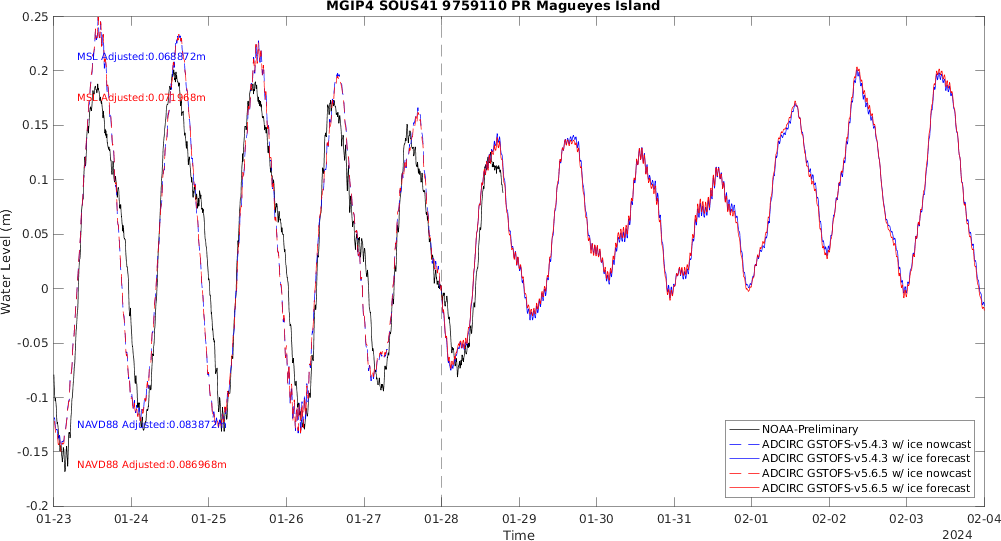 MGIP4 SOUS41 9759110 PR Magueyes Island
0.25
0.2
0.15
0.1
0.05
0
-0.05
-0.1
-0.15
-0.2
Water Level (m)
MSL Adjusted:0.068872m
MSL Adjusted:0.071968m
NAVD88 Adjusted:0.083872m
NAVD88 Adjusted:0.086968m
NOAA-Preliminary
ADCIRC GSTOFS-v5.4.3 w/ ice nowcast
ADCIRC GSTOFS-v5.4.3 w/ ice forecast
ADCIRC GSTOFS-v5.6.5 w/ ice nowcast
ADCIRC GSTOFS-v5.6.5 w/ ice forecast
01-23 01-24 01-25 01-26 01-27 01-28 01-29 01-30 01-31 02-01 02-02 02-03 02-04
Time
2024